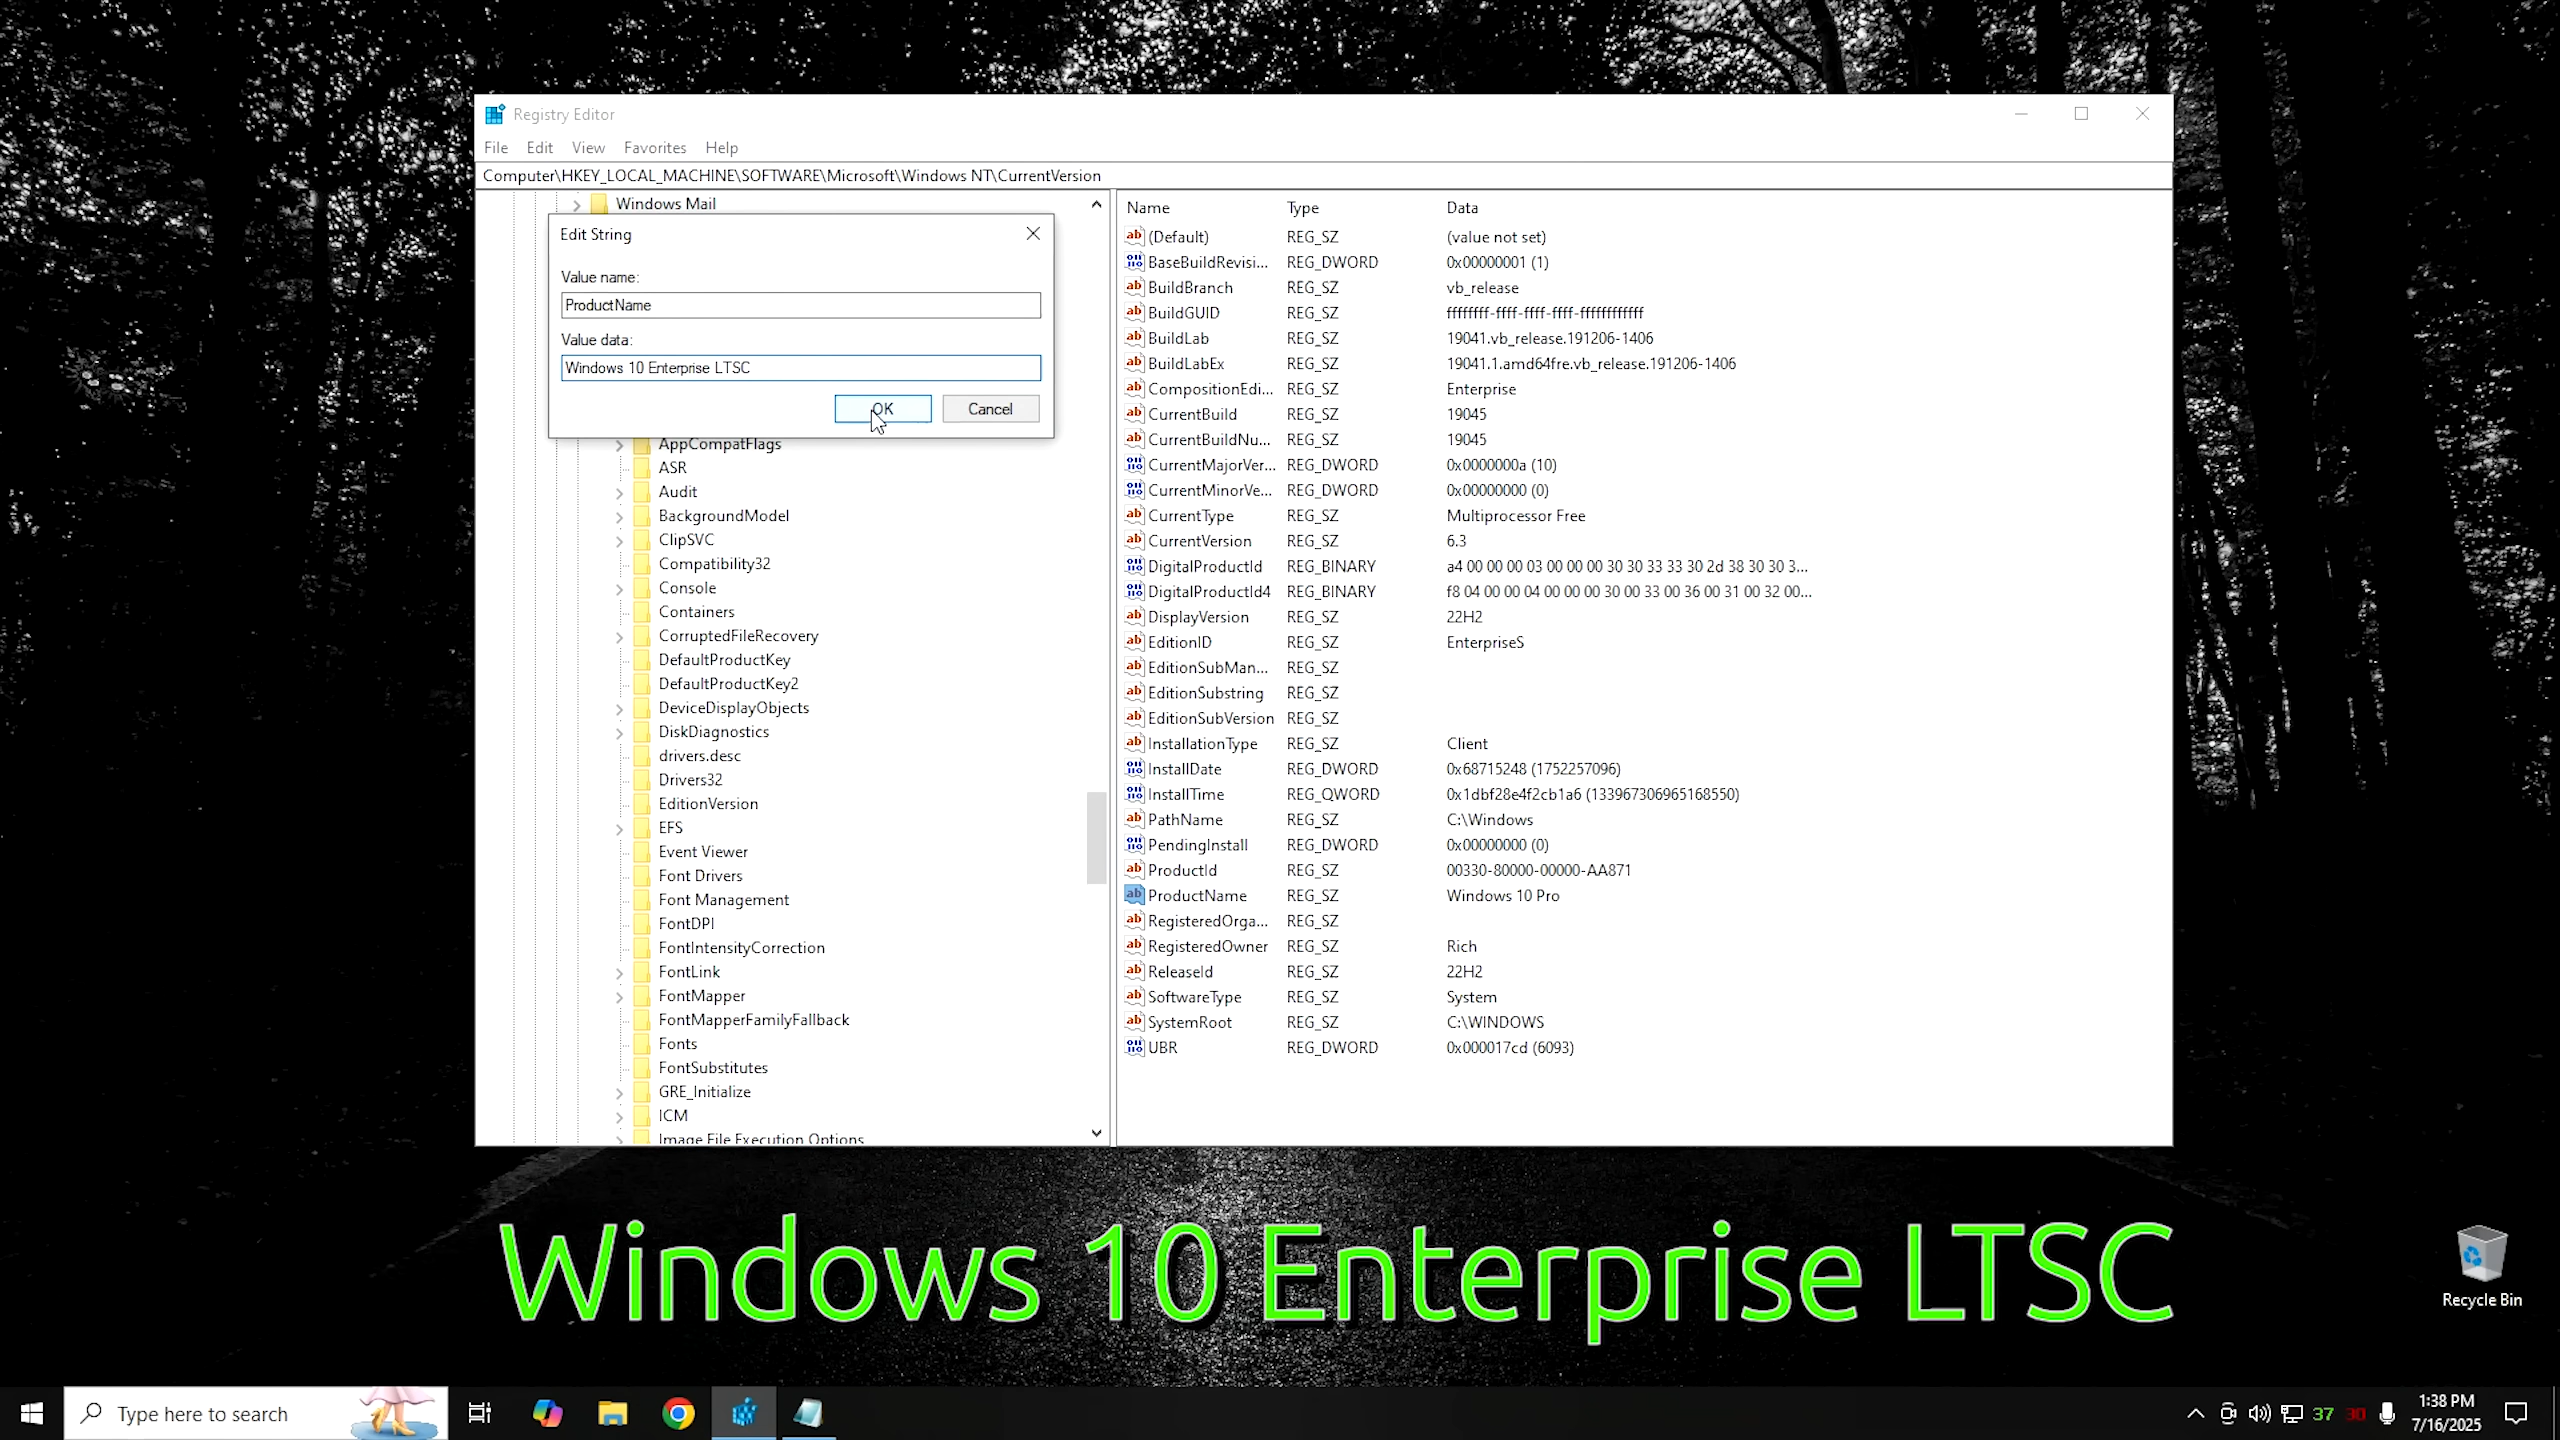 Registry Editor
File Edit View Favorites Help
Computer\HKEY_LOCAL_MACHINE\SOFTWARE\Microsoft\Windows NT\CurrentVersion
Windows Mail
Edit String
Value name:
ProductName
Value data:
Windows 10 Enterprise LTSC
OK Cancel
AppCompatFlags
ASR
Audit
BackgroundModel
ClipSVC
Compatibility32
Console
Containers
CorruptedFileRecovery
DefaultProductKey
DefaultProductKey2
DeviceDisplayObjects
DiskDiagnostics
drivers.desc
Drivers32
EditionVersion
EFS
Event Viewer
Font Drivers
Font Management
FontDPI
FontIntensityCorrection
FontLink
FontMapper
FontMapperFamilyFallback
Fonts
FontSubstitutes
GRE_Initialize
ICM
Image File Execution Options
Name Type Data
(Default) REG_SZ (value not set)
BaseBuildRevisi... REG_DWORD 0x00000001 (1)
BuildBranch REG_SZ vb_release
BuildGUID REG_SZ ffffffff-ffff-ffff-ffff-ffffffffffff
BuildLab REG_SZ 19041.vb_release.191206-1406
BuildLabEx REG_SZ 19041.1.amd64fre.vb_release.191206-1406
CompositionEdi... REG_SZ Enterprise
CurrentBuild REG_SZ 19045
CurrentBuildNu... REG_SZ 19045
CurrentMajorVer... REG_DWORD 0x0000000a (10)
CurrentMinorVe... REG_DWORD 0x00000000 (0)
CurrentType REG_SZ Multiprocessor Free
CurrentVersion REG_SZ 6.3
DigitalProductId REG_BINARY a4 00 00 00 03 00 00 00 30 30 33 33 30 2d 38 30 30 3...
DigitalProductId4 REG_BINARY f8 04 00 00 04 00 00 00 30 00 33 00 36 00 31 00 32 00...
DisplayVersion REG_SZ 22H2
EditionID REG_SZ EnterpriseS
EditionSubMan... REG_SZ
EditionSubstring REG_SZ
EditionSubVersion REG_SZ
InstallationType REG_SZ Client
InstallDate REG_DWORD 0x68715248 (1752257096)
InstallTime REG_QWORD 0x1dbf28e4f2cb1a6 (133967306965168550)
PathName REG_SZ C:\Windows
PendingInstall REG_DWORD 0x00000000 (0)
ProductId REG_SZ 00330-80000-00000-AA871
ProductName REG_SZ Windows 10 Pro
RegisteredOrga... REG_SZ
RegisteredOwner REG_SZ Rich
ReleaseId REG_SZ 22H2
SoftwareType REG_SZ System
SystemRoot REG_SZ C:\WINDOWS
UBR REG_DWORD 0x000017cd (6093)
Windows 10 Enterprise LTSC
Recycle Bin
Type here to search
37 30
1:38 PM
7/16/2025